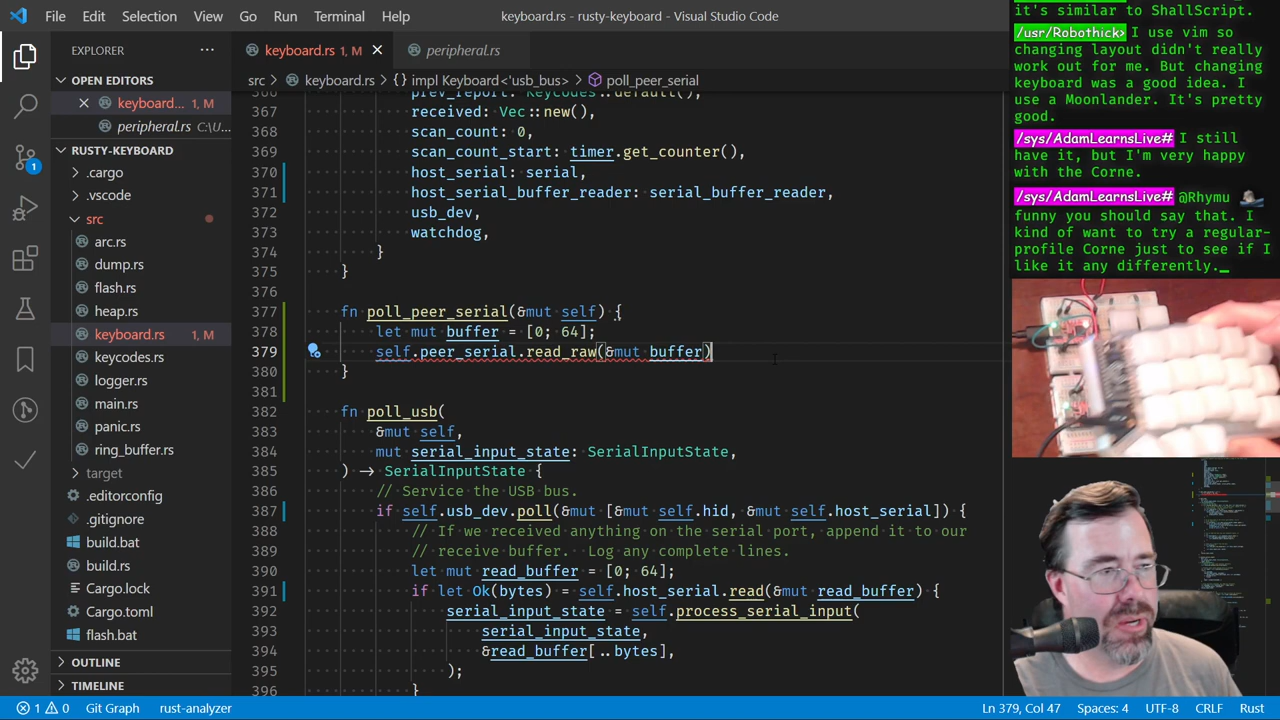 File Edit Selection View Go Run Terminal Help
keyboard.rs - rusty-keyboard - Visual Studio Code
EXPLORER
OPEN EDITORS
keyboard... 1, M
peripheral.rs C:\U...
RUSTY-KEYBOARD
.cargo
.vscode
src
arc.rs
dump.rs
flash.rs
heap.rs
keyboard.rs 1, M
keycodes.rs
logger.rs
main.rs
panic.rs
ring_buffer.rs
target
.editorconfig
.gitignore
build.bat
build.rs
Cargo.lock
Cargo.toml
flash.bat
OUTLINE
TIMELINE
1
keyboard.rs 1, M
peripheral.rs
src > keyboard.rs > {} impl Keyboard<'usb_bus> > poll_peer_serial
366 prev_report: Keycodes::default(),
367 received: Vec::new(),
368 scan_count: 0,
369 scan_count_start: timer.get_counter(),
370 host_serial: serial,
371 host_serial_buffer_reader: serial_buffer_reader,
372 usb_dev,
373 watchdog,
374 }
375 }
376
377 fn poll_peer_serial(&mut self) {
378 let mut buffer = [0; 64];
379 self.peer_serial.read_raw(&mut buffer)
380 }
381
382 fn poll_usb(
383 &mut self,
384 mut serial_input_state: SerialInputState,
385 ) -> SerialInputState {
386 // Service the USB bus.
387 if self.usb_dev.poll(&mut [&mut self.hid, &mut self.host_serial]) {
388 // If we received anything on the serial port, append it to our
389 // receive buffer. Log any complete lines.
390 let mut read_buffer = [0; 64];
391 if let Ok(bytes) = self.host_serial.read(&mut read_buffer) {
392 serial_input_state = self.process_serial_input(
393 serial_input_state,
394 &read_buffer[..bytes],
395 );
396 }
it's similar to ShallScript.
/usr/Robothick> I use vim so
changing layout didn't really
work out for me. But changing
keyboard was a good idea. I
use a Moonlander. It's pretty
good.
/sys/AdamLearnsLive# I still
have it, but I'm very happy
with the Corne.
/sys/AdamLearnsLive# @Rhymu
funny you should say that. I
kind of want to try a regular-
profile Corne just to see if I
like it any differently._
1 0 Git Graph rust-analyzer
Ln 379, Col 47 Spaces: 4 UTF-8 CRLF Rust